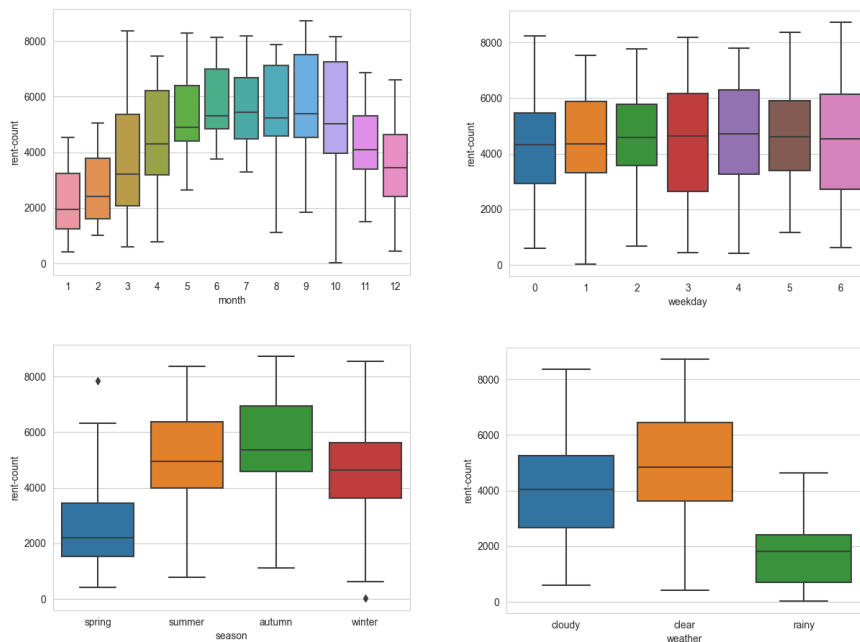 8000
6000
4000
2000
0
rent-count
1 2 3 4 5 6 7 8 9 10 11 12
month
8000
6000
4000
2000
0
rent-count
0 1 2 3 4 5 6
weekday
8000
6000
4000
2000
0
rent-count
spring summer autumn winter
season
8000
6000
4000
2000
0
rent-count
cloudy clear rainy
weather